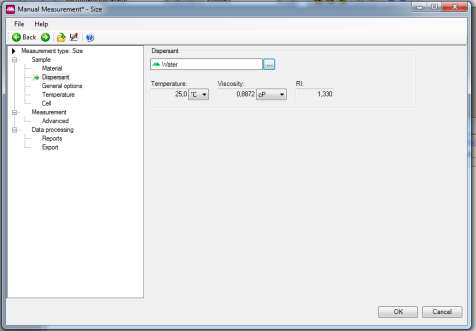 Manual Measurement* - Size
File Help
Back
Measurement type: Size
Sample
Material
Dispersant
General options
Temperature
Cell
Measurement
Advanced
Data processing
Reports
Export
Dispersant
Water ...
Temperature: Viscosity: RI:
25,0 °C 0,8872 cP 1,330
OK Cancel